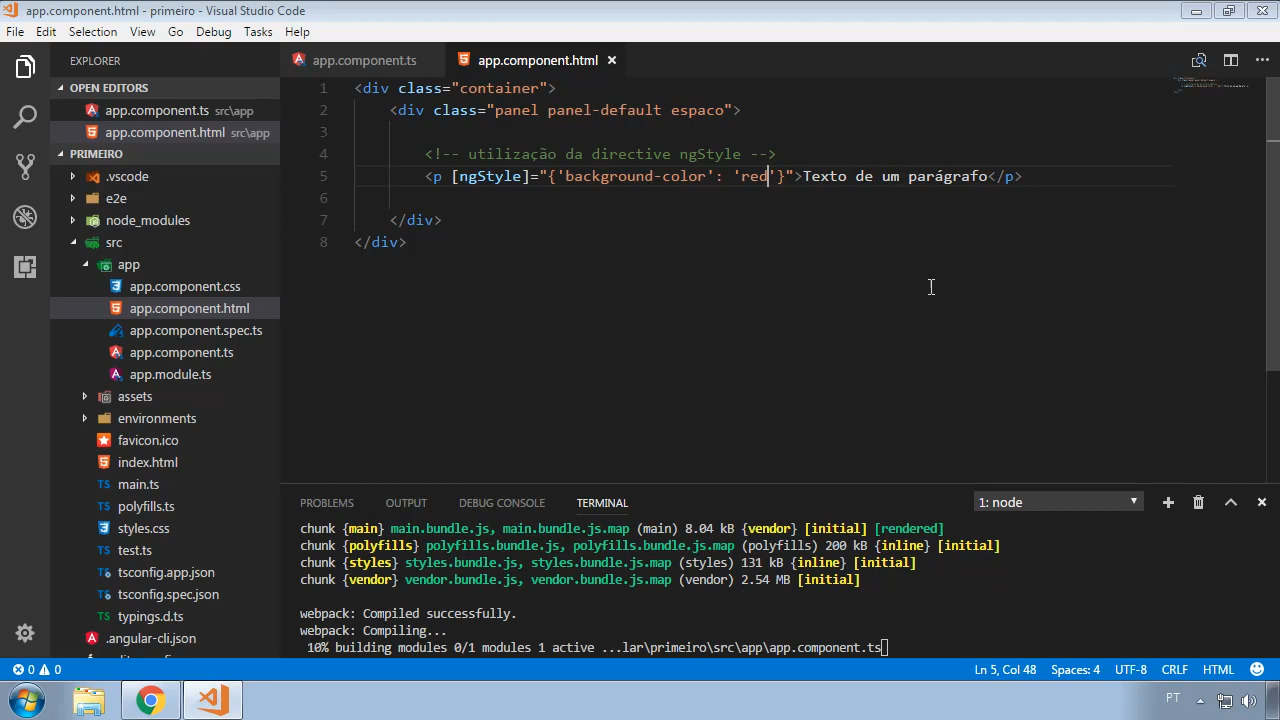 app.component.html - primeiro - Visual Studio Code
File Edit Selection View Go Debug Tasks Help
EXPLORER
OPEN EDITORS
app.component.ts src\app
app.component.html src\app
PRIMEIRO
.vscode
e2e
node_modules
src
app
app.component.css
app.component.html
app.component.spec.ts
app.component.ts
app.module.ts
assets
environments
favicon.ico
index.html
main.ts
polyfills.ts
styles.css
test.ts
tsconfig.app.json
tsconfig.spec.json
typings.d.ts
.angular-cli.json
app.component.ts app.component.html
1 <div class="container">
2 <div class="panel panel-default espaco">
3
4 <!-- utilização da directive ngStyle -->
5 <p [ngStyle]="{'background-color': 'red'}">Texto de um parágrafo</p>
6
7 </div>
8 </div>
PROBLEMS OUTPUT DEBUG CONSOLE TERMINAL 1: node
chunk {main} main.bundle.js, main.bundle.js.map (main) 8.04 kB {vendor} [initial] [rendered]
chunk {polyfills} polyfills.bundle.js, polyfills.bundle.js.map (polyfills) 200 kB {inline} [initial]
chunk {styles} styles.bundle.js, styles.bundle.js.map (styles) 131 kB {inline} [initial]
chunk {vendor} vendor.bundle.js, vendor.bundle.js.map (vendor) 2.54 MB [initial]
webpack: Compiled successfully.
webpack: Compiling...
10% building modules 0/1 modules 1 active ...lar\primeiro\src\app\app.component.ts
0 0 Ln 5, Col 48 Spaces: 4 UTF-8 CRLF HTML
PT